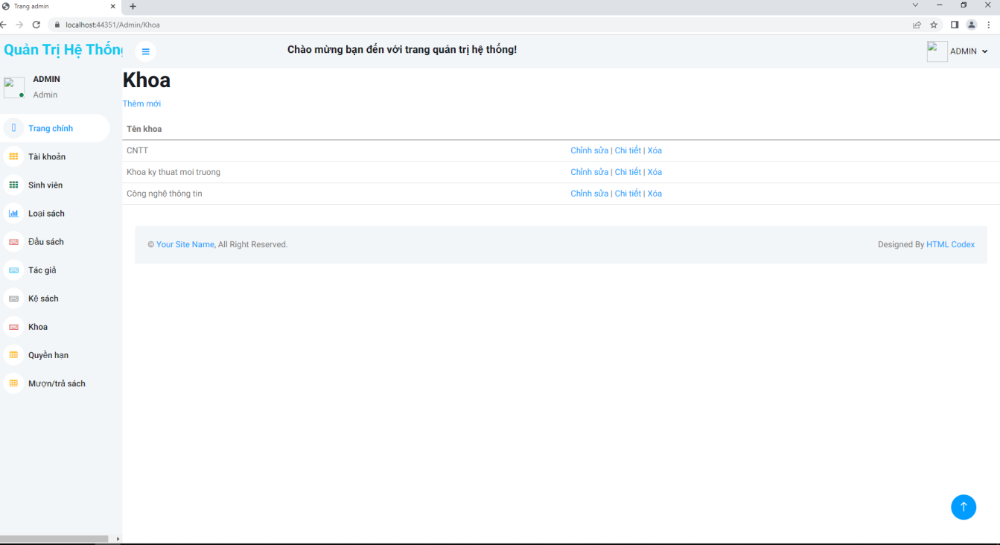 Trang admin
localhost:44351/Admin/Khoa
Quản Trị Hệ Thốn
Chào mừng bạn đến với trang quản trị hệ thống!
ADMIN
ADMIN
Admin
Trang chính
Tài khoản
Sinh viên
Loại sách
Đầu sách
Tác giả
Kệ sách
Khoa
Quyền hạn
Mượn/trả sách
Khoa
Thêm mới
Tên khoa
CNTT Chỉnh sửa | Chi tiết | Xóa
Khoa ky thuat moi truong Chỉnh sửa | Chi tiết | Xóa
Công nghệ thông tin Chỉnh sửa | Chi tiết | Xóa
© Your Site Name, All Right Reserved. Designed By HTML Codex